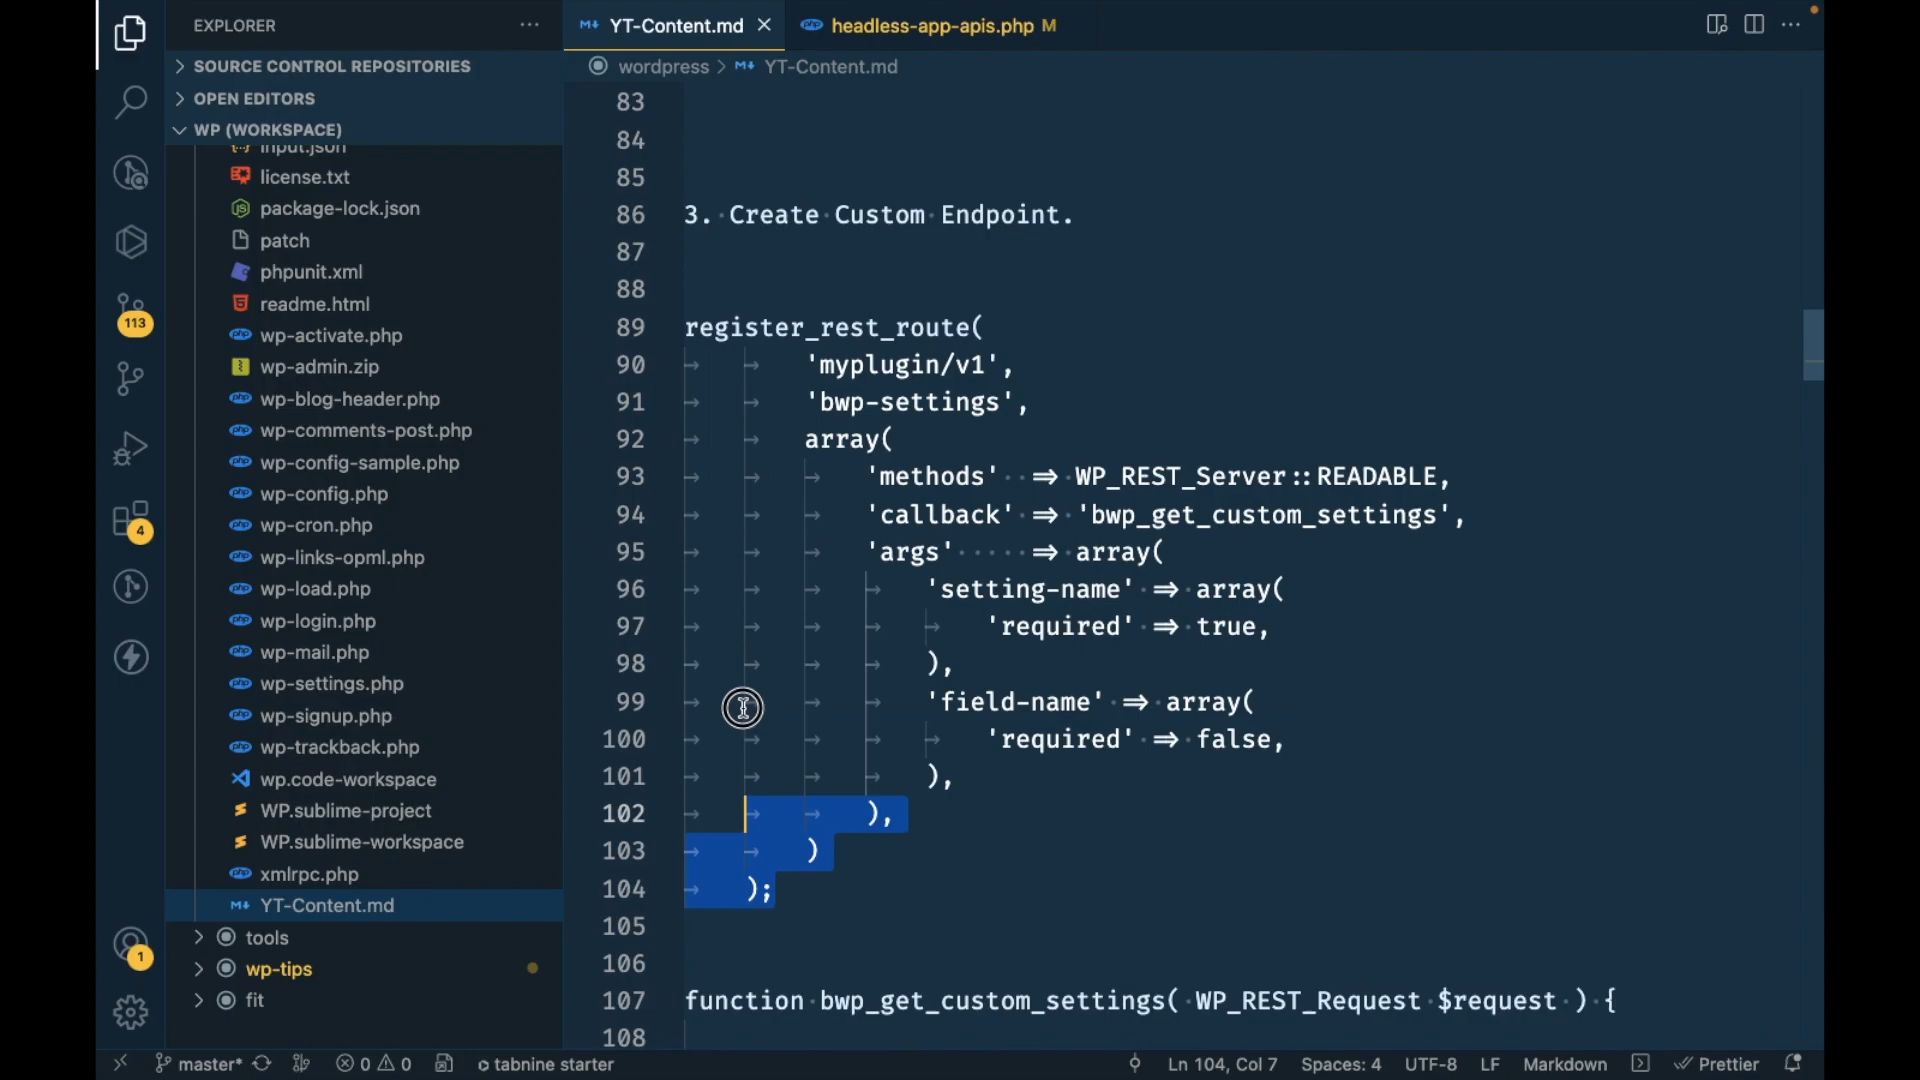 EXPLORER
YT-Content.md
headless-app-apis.php M
SOURCE CONTROL REPOSITORIES
wordpress > YT-Content.md
OPEN EDITORS
WP (WORKSPACE)
input.json
license.txt
package-lock.json
patch
phpunit.xml
readme.html
wp-activate.php
wp-admin.zip
wp-blog-header.php
wp-comments-post.php
wp-config-sample.php
wp-config.php
wp-cron.php
wp-links-opml.php
wp-load.php
wp-login.php
wp-mail.php
wp-settings.php
wp-signup.php
wp-trackback.php
wp.code-workspace
WP.sublime-project
WP.sublime-workspace
xmlrpc.php
YT-Content.md
tools
wp-tips
fit
113
4
1
83
84
85
86 3. Create Custom Endpoint.
87
88
89 register_rest_route(
90 'myplugin/v1',
91 'bwp-settings',
92 array(
93 'methods' => WP_REST_Server::READABLE,
94 'callback' => 'bwp_get_custom_settings',
95 'args' => array(
96 'setting-name' => array(
97 'required' => true,
98 ),
99 'field-name' => array(
100 'required' => false,
101 ),
102 ),
103 )
104 );
105
106
107 function bwp_get_custom_settings( WP_REST_Request $request ) {
108
master* 0 0 tabnine starter Ln 104, Col 7 Spaces: 4 UTF-8 LF Markdown Prettier